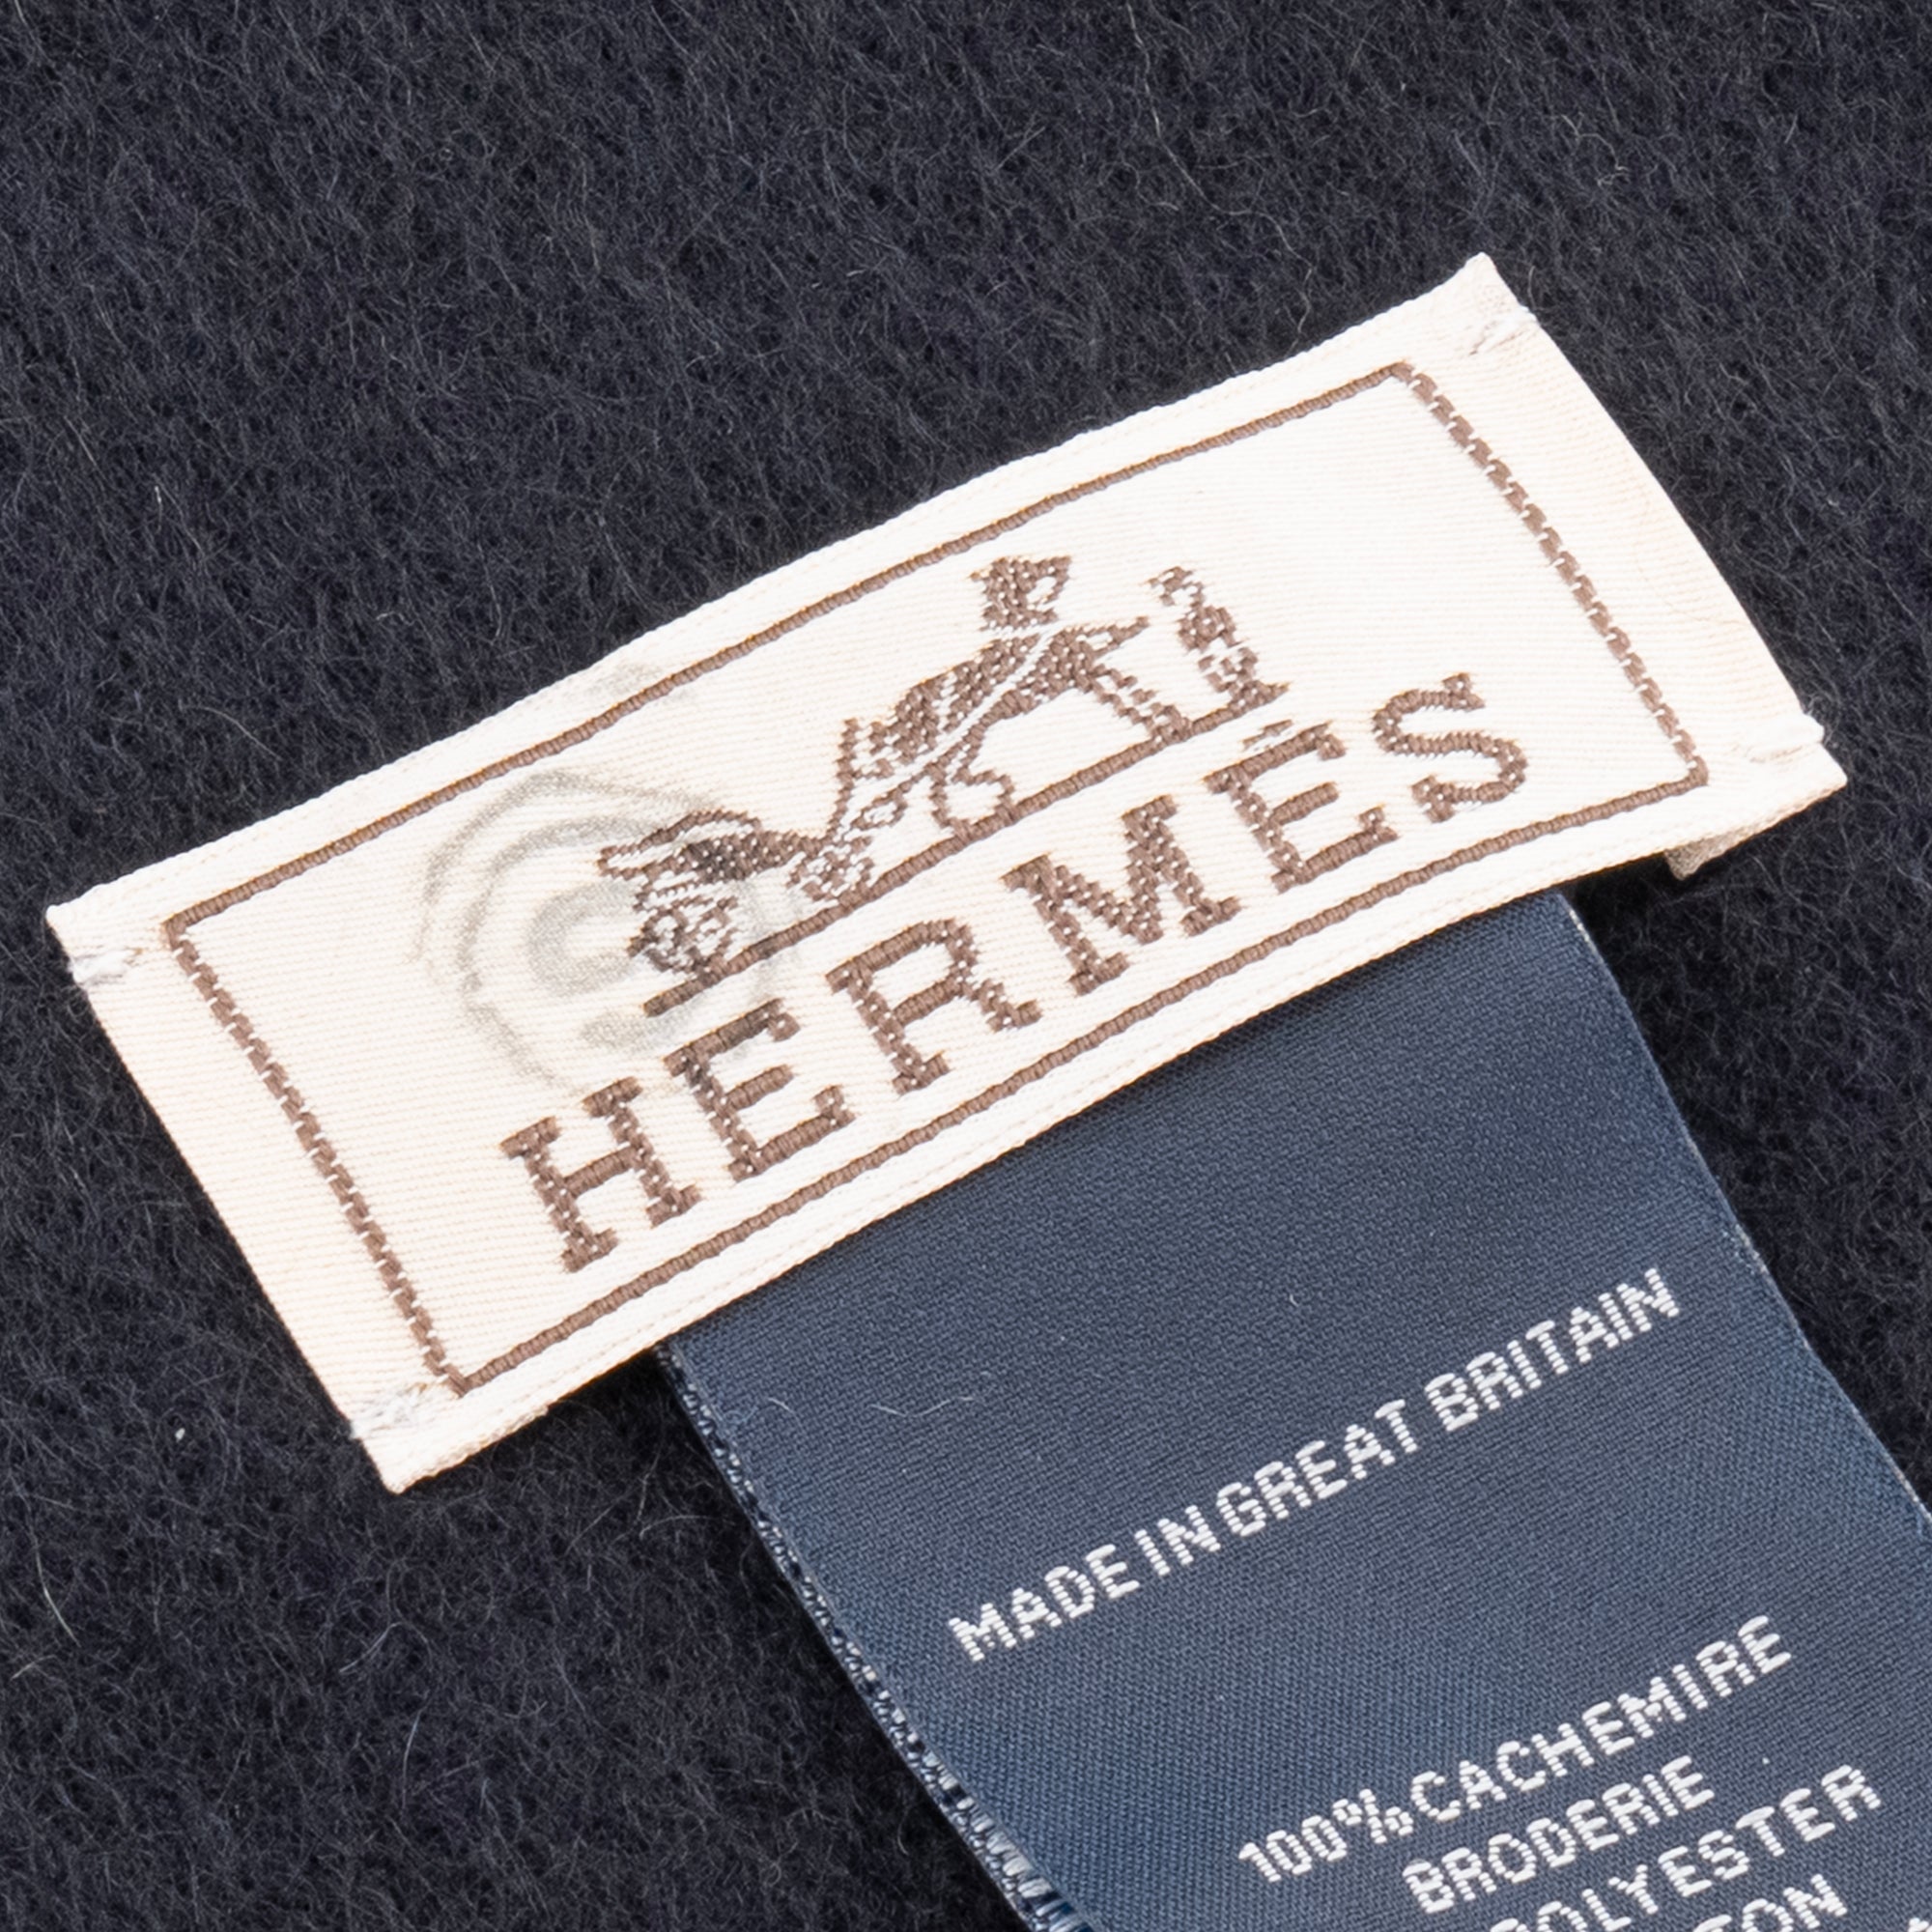 HERMÈS
MADE IN GREAT BRITAIN
100% CACHEMIRE
BRODERIE